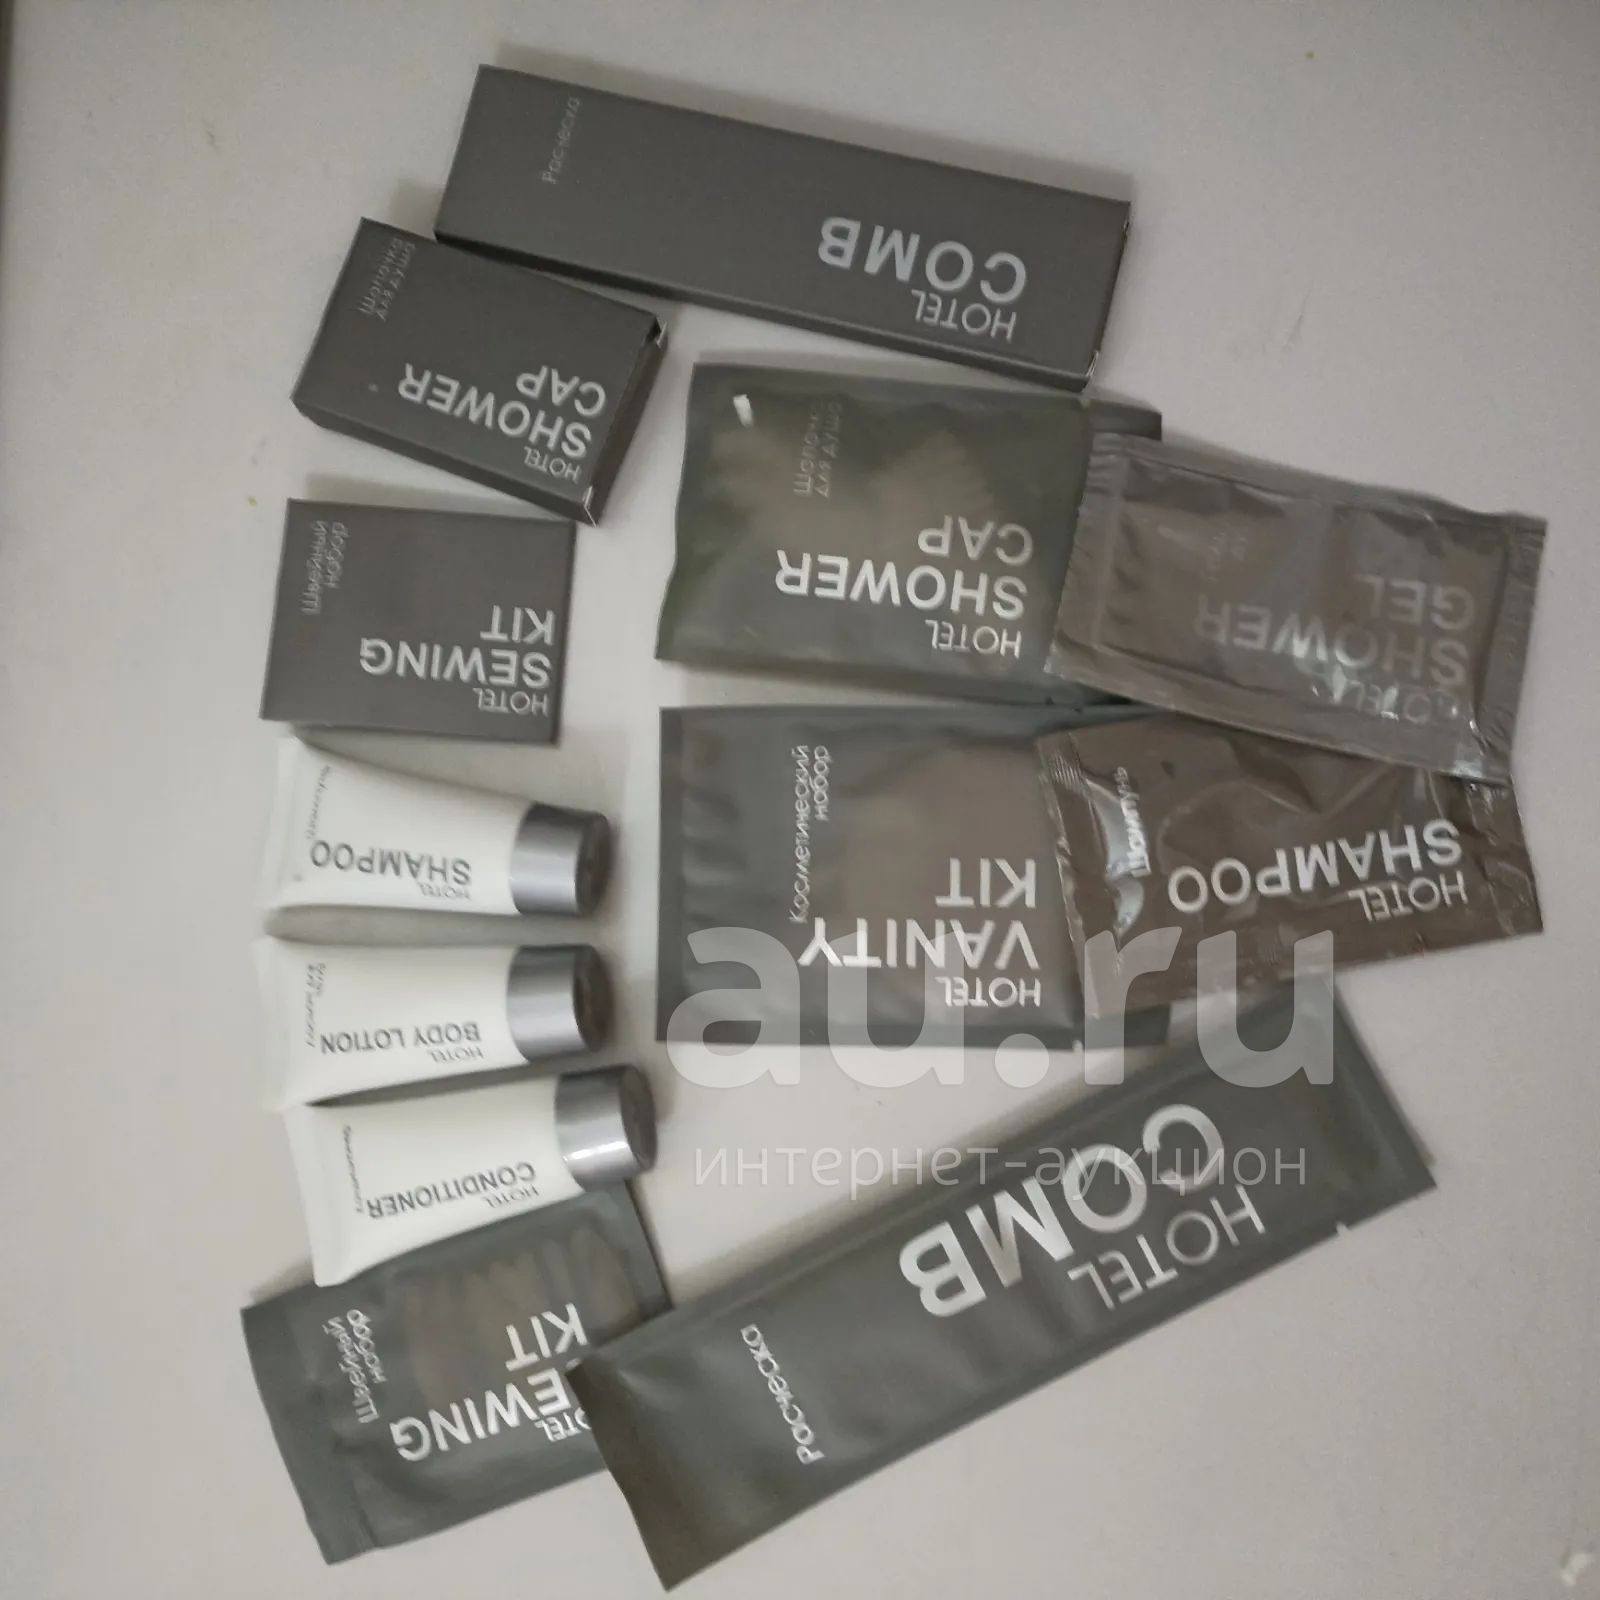 Расческа
HOTEL
COMB
Шапочка
для душа
HOTEL
SHOWER
CAP
Швейный
набор
HOTEL
SEWING
KIT
Шапочка
для душа
HOTEL
SHOWER
CAP
SHOWER
GEL
Косметический
набор
HOTEL
VANITY
KIT
Шампунь
HOTEL
SHAMPOO
HOTEL
SHAMPOO
HOTEL
BODY LOTION
HOTEL
CONDITIONER
Швейный
набор
SEWING
KIT
Расческа
HOTEL
COMB
au.ru
интернет-аукцион